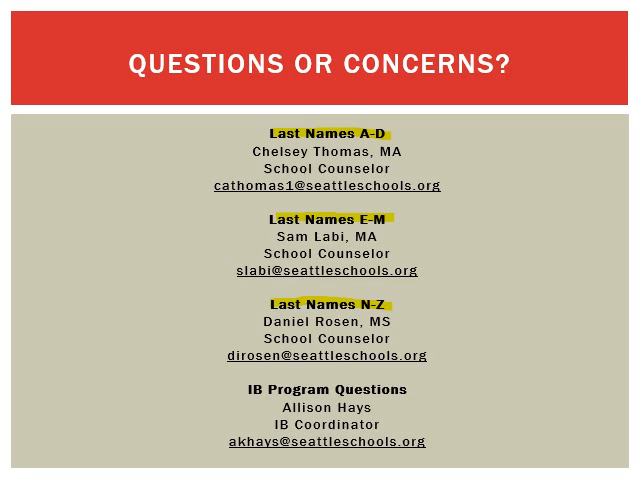 QUESTIONS OR CONCERNS?
Last Names A-D
Chelsey Thomas, MA
School Counselor
cathomas1@seattleschools.org
Last Names E-M
Sam Labi, MA
School Counselor
slabi@seattleschools.org
Last Names N-Z
Daniel Rosen, MS
School Counselor
dirosen@seattleschools.org
IB Program Questions
Allison Hays
IB Coordinator
akhays@seattleschools.org